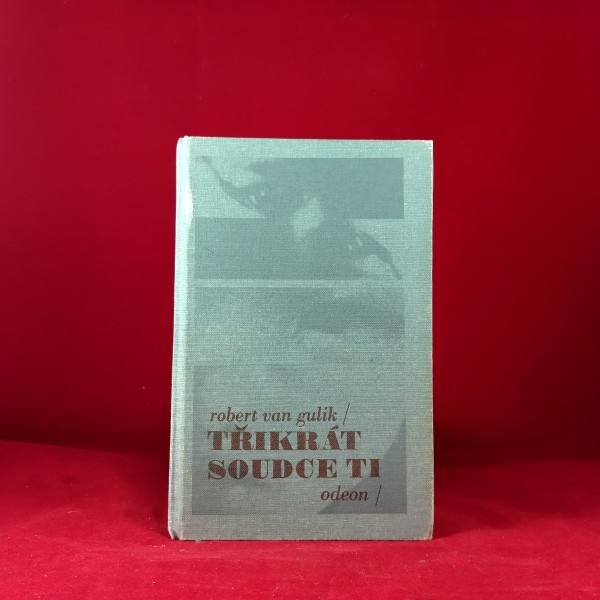 robert van gulik /
TŘIKRÁT
SOUDCE TI
odeon /